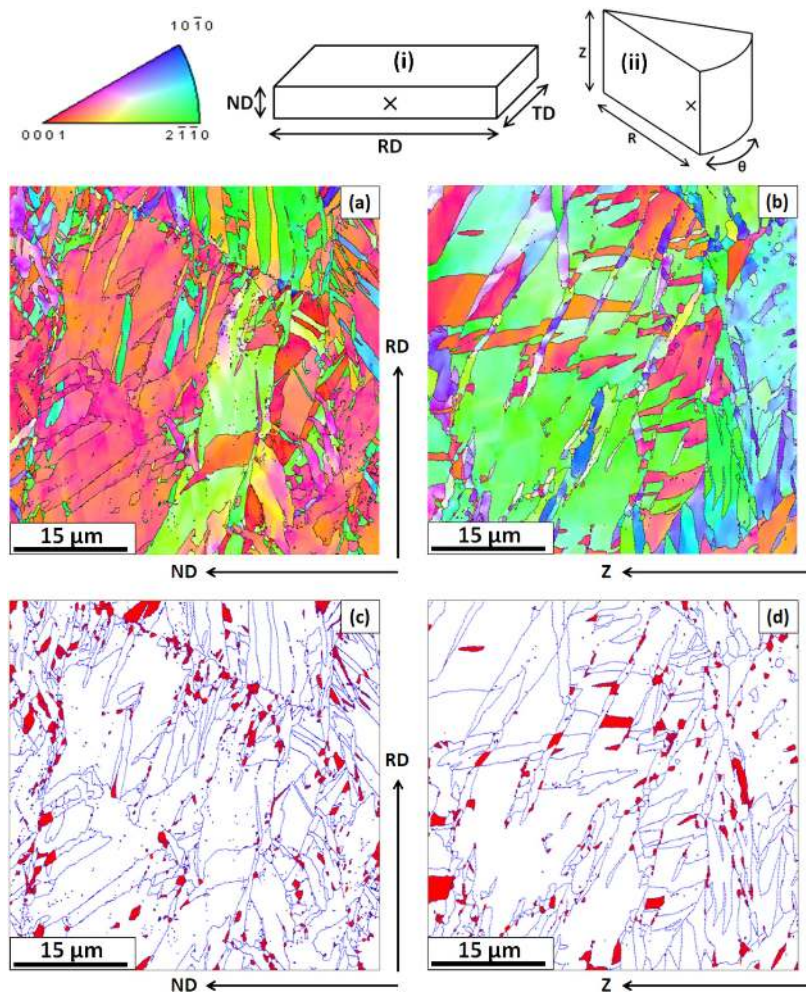 10 1̅0
0001
2 1̅ 1̅0
(i)
ND
RD
TD
(ii)
Z
R
θ
(a)
(b)
RD
15 µm
15 µm
ND
Z
(c)
(d)
RD
15 µm
15 µm
ND
Z